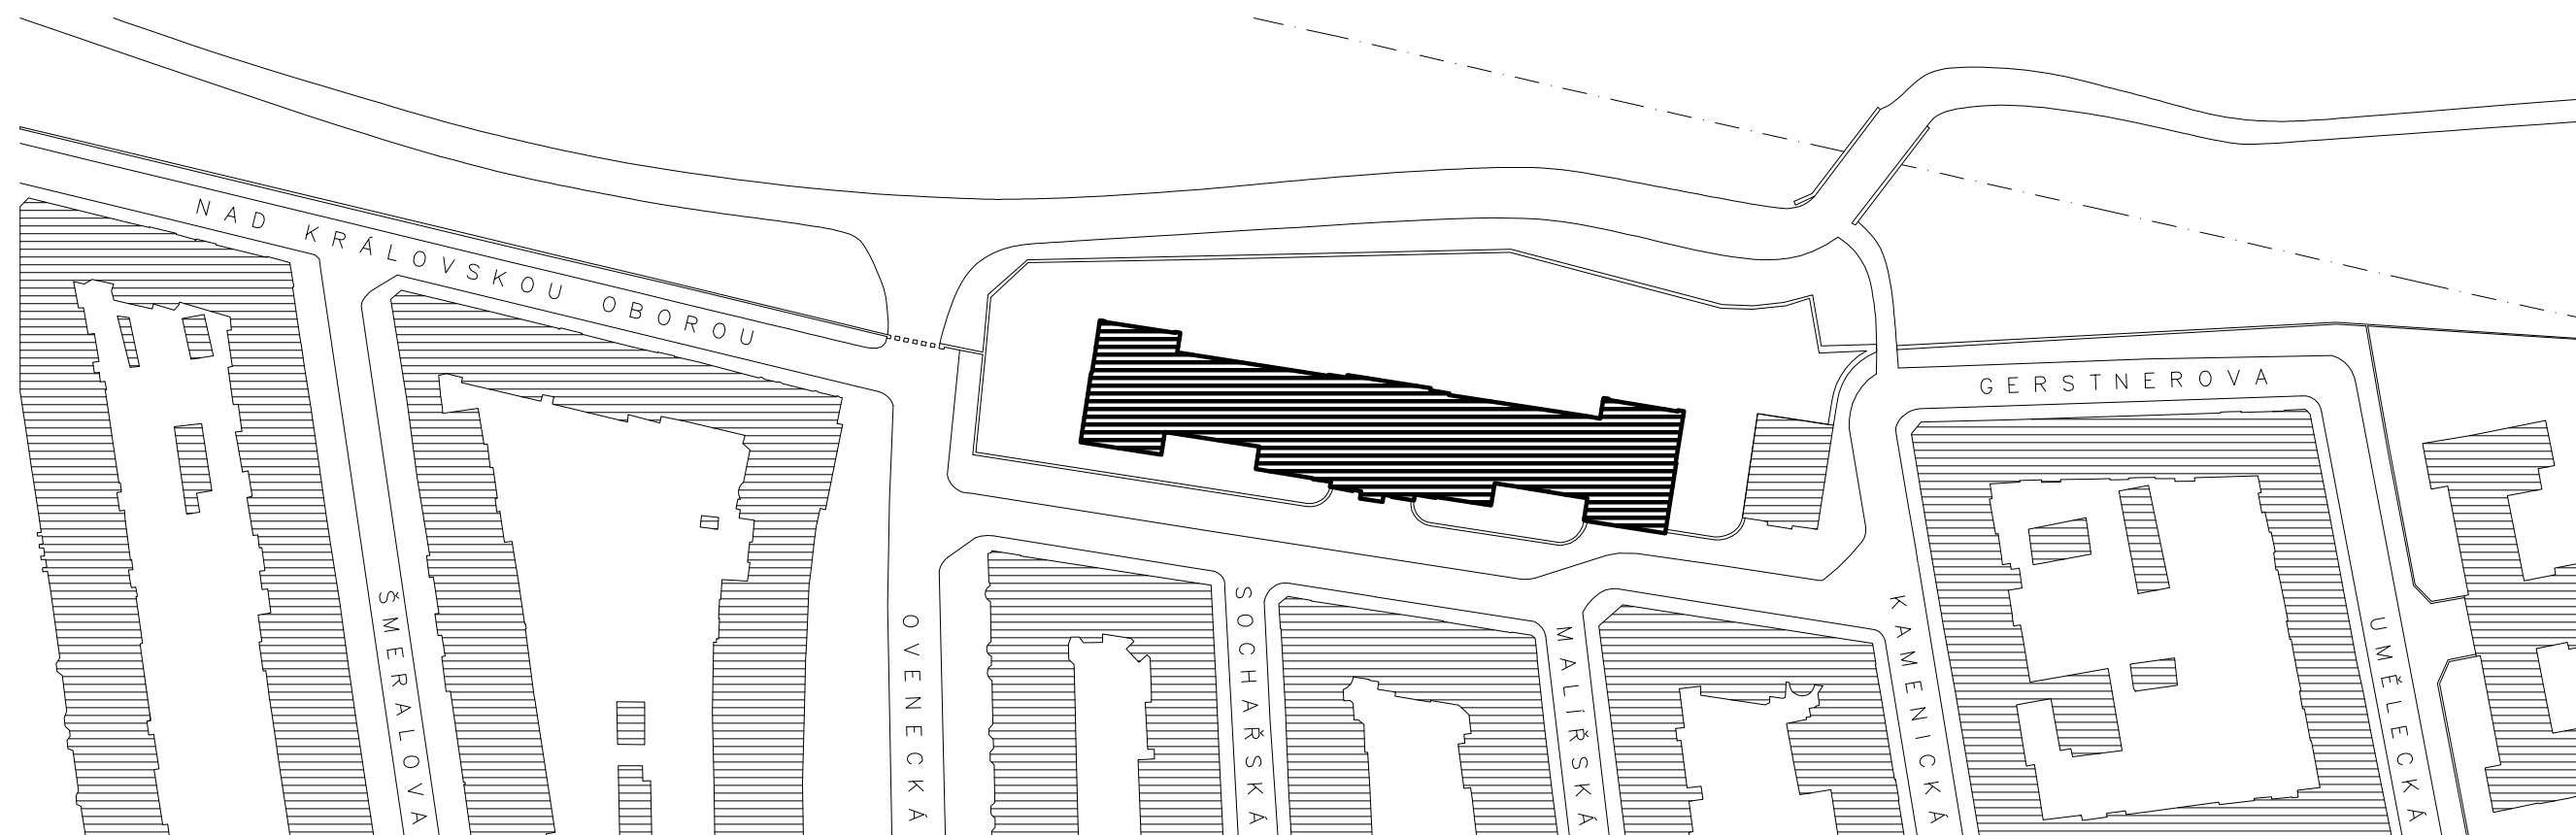 NAD KRÁLOVSKOU OBOROU
GERSTNEROVA
ŠMERALOVA
OVENECKÁ
SOCHAŘSKÁ
MALÍŘSKÁ
KAMENICKÁ
UMĚLECKÁ